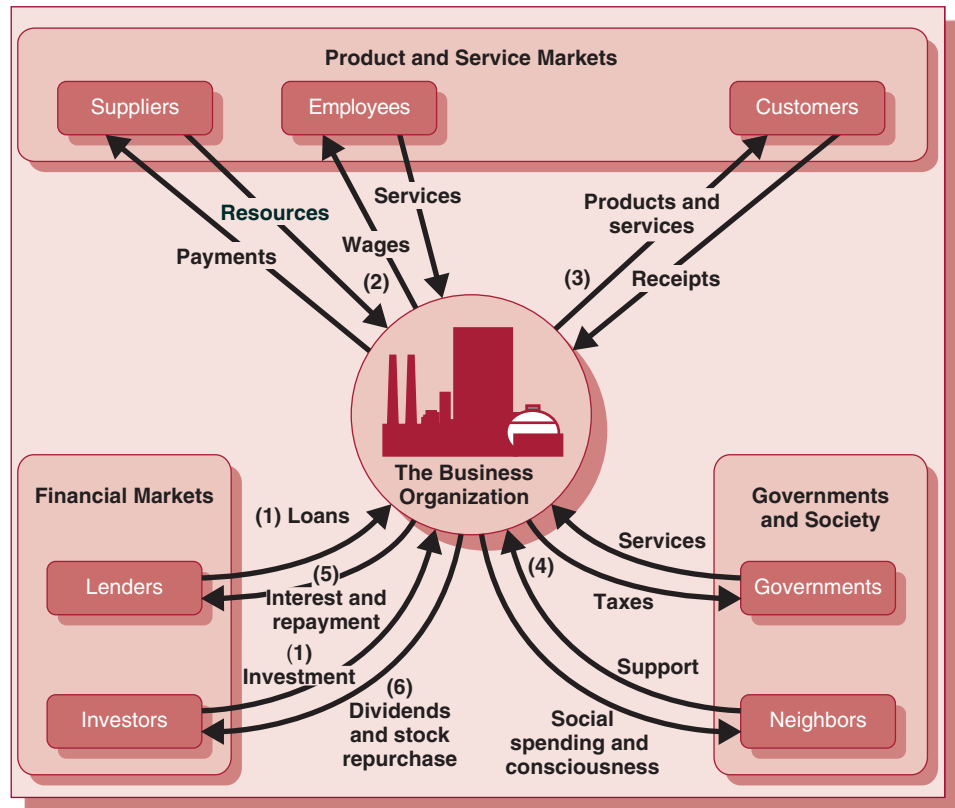 Product and Service Markets
Suppliers
Employees
Customers
Services
Resources
Wages
Payments
(2)
Products and
services
(3)
Receipts
The Business
Organization
Financial Markets
(1) Loans
Lenders
(5)
Interest and
repayment
(1)
Investment
Investors
(6)
Dividends
and stock
repurchase
Governments
and Society
Services
(4)
Taxes
Governments
Support
Neighbors
Social
spending and
consciousness